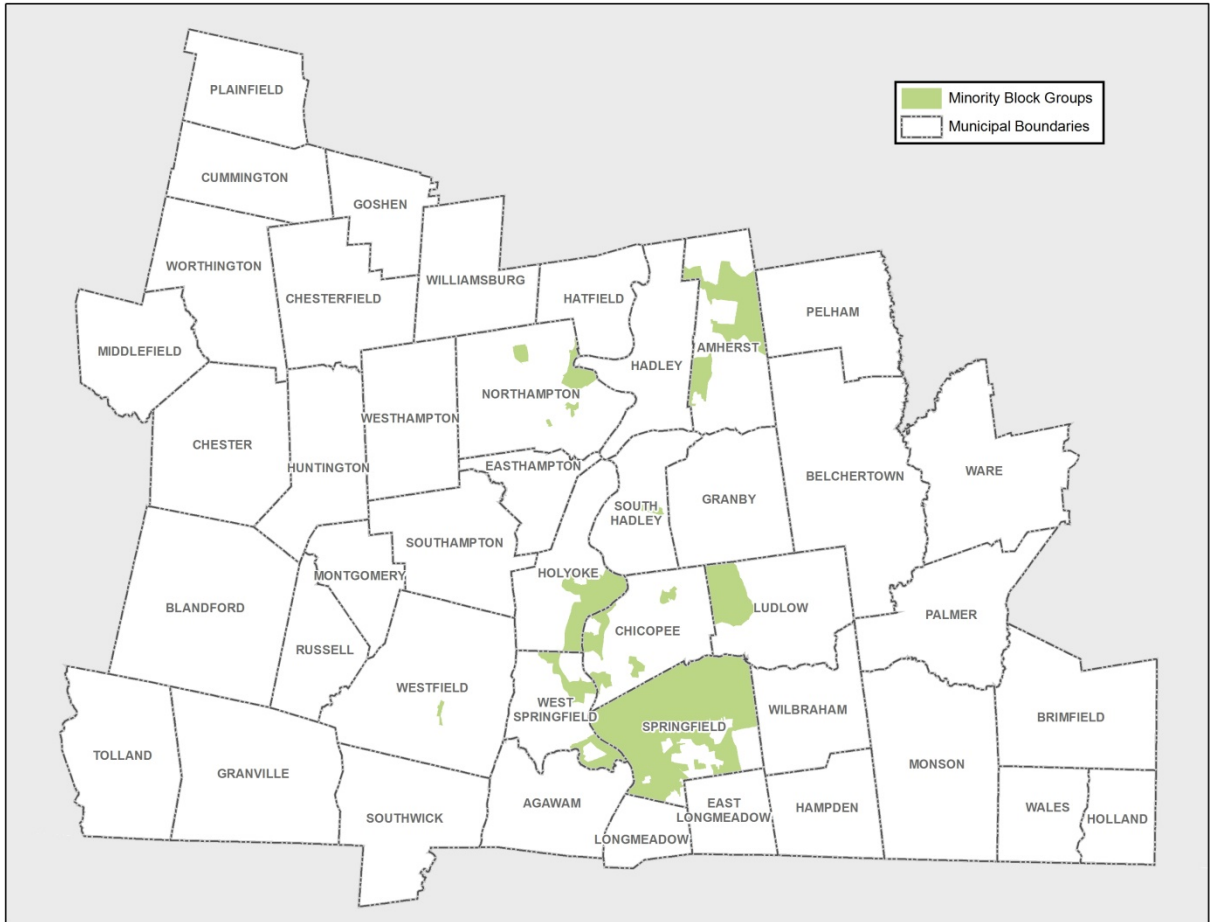 PLAINFIELD
Minority Block Groups
Municipal Boundaries
CUMMINGTON
GOSHEN
WORTHINGTON
CHESTERFIELD
WILLIAMSBURG
HATFIELD
PELHAM
MIDDLEFIELD
HADLEY
AMHERST
NORTHAMPTON
WESTHAMPTON
CHESTER
HUNTINGTON
EASTHAMPTON
BELCHERTOWN
WARE
SOUTH
HADLEY
GRANBY
SOUTHAMPTON
MONTGOMERY
HOLYOKE
BLANDFORD
LUDLOW
PALMER
CHICOPEE
RUSSELL
WESTFIELD
WEST
SPRINGFIELD
SPRINGFIELD
WILBRAHAM
BRIMFIELD
TOLLAND
GRANVILLE
MONSON
AGAWAM
EAST
LONGMEADOW
HAMPDEN
WALES
HOLLAND
SOUTHWICK
LONGMEADOW